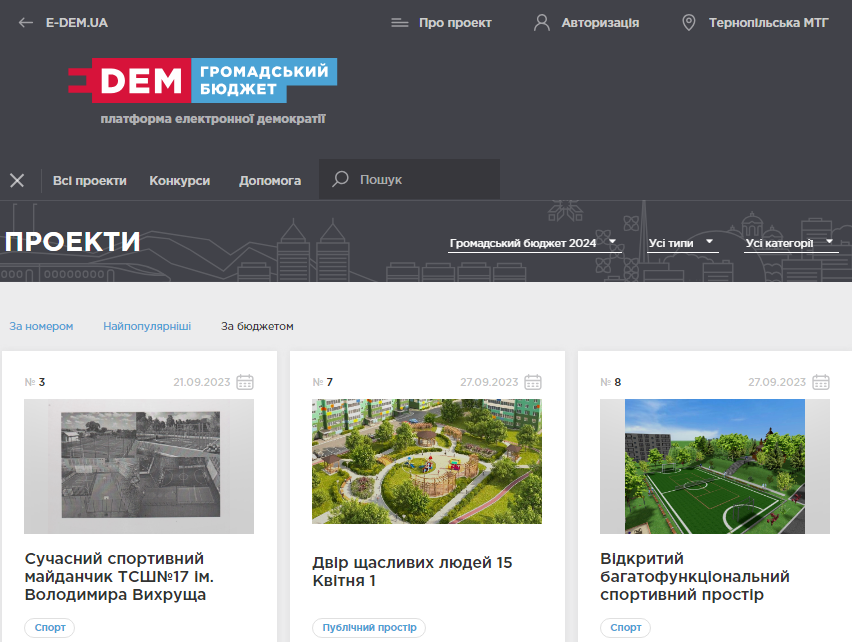 E-DEM.UA
Про проект
Авторизація
Тернопільська МТГ
DEM ГРОМАДСЬКИЙ
БЮДЖЕТ
платформа електронної демократії
Всі проекти
Конкурси
Допомога
Пошук
ПРОЕКТИ
Громадський бюджет 2024
Усі типи
Усі категорії
За номером
Найпопулярніші
За бюджетом
№ 3
21.09.2023
Сучасний спортивний
майданчик ТСШ№17 ім.
Володимира Вихруща
Спорт
№ 7
27.09.2023
Двір щасливих людей 15
Квітня 1
Публічний простір
№ 8
27.09.2023
Відкритий
багатофункціональний
спортивний простір
Спорт